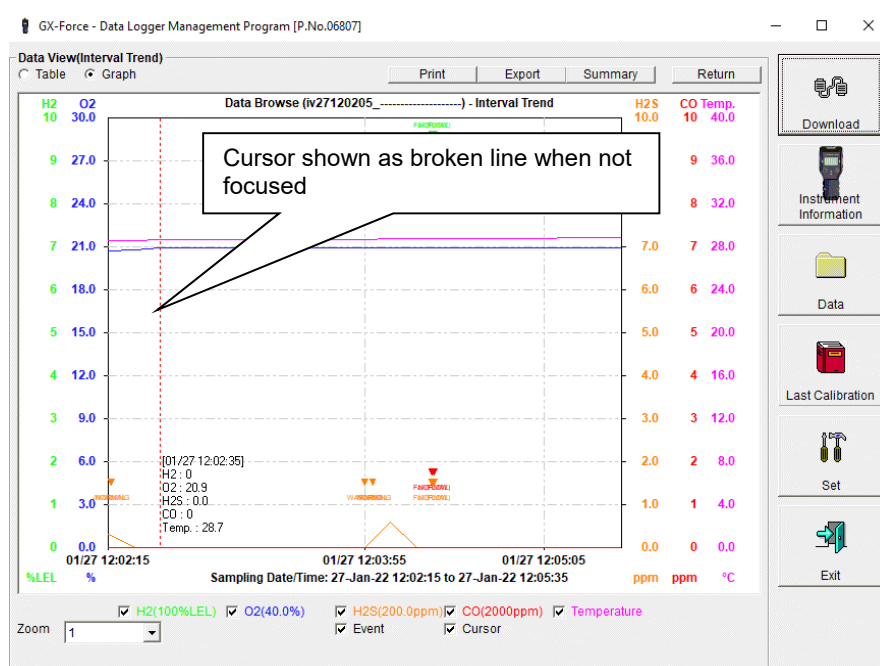 GX-Force - Data Logger Management Program [P.No.06807]
Data View(Interval Trend)
Table Graph Print Export Summary Return
H2 O2 Data Browse (iv27120205_--------------------) - Interval Trend H2S CO Temp.
10 30.0 10.0 10 40.0
Download
Cursor shown as broken line when not
focused
9 27.0 9 36.0
8 24.0 8 32.0
Instrument
Information
7 21.0 7.0 7 28.0
6 18.0 6.0 6 24.0
Data
5 15.0 5.0 5 20.0
4 12.0 4.0 4 16.0
Last Calibration
3 9.0 3.0 3 12.0
2 6.0 2.0 2 8.0
[01/27 12:02:35]
H2 : 0
O2 : 20.9
H2S : 0.0
CO : 0
Temp. : 28.7
Set
1 3.0 1.0 1 4.0
0 0.0 0.0 0 0.0
01/27 12:02:15 01/27 12:03:55 01/27 12:05:05
%LEL % Sampling Date/Time: 27-Jan-22 12:02:15 to 27-Jan-22 12:05:35 ppm ppm °C
Exit
H2(100%LEL) O2(40.0%) H2S(200.0ppm) CO(2000ppm) Temperature
Zoom 1 Event Cursor